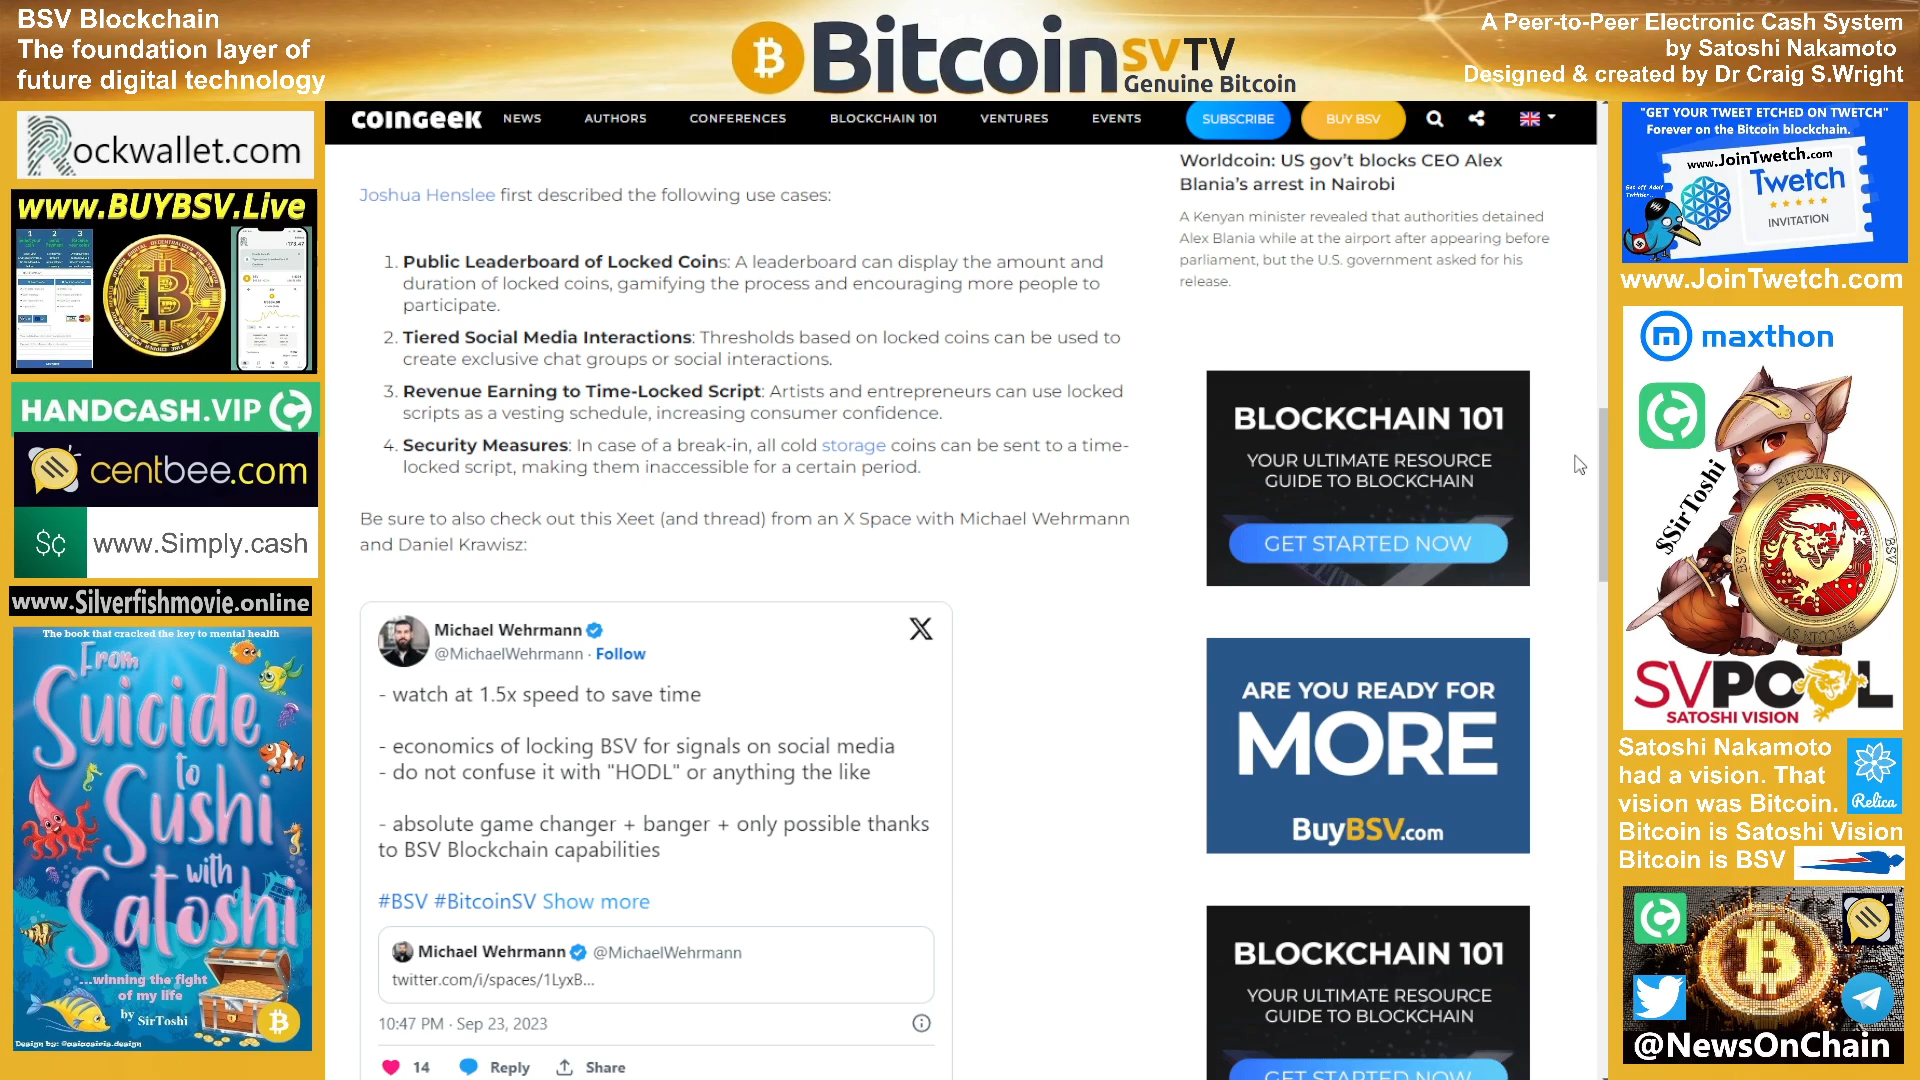 BSV Blockchain
The foundation layer of
future digital technology
Bitcoin SVTV
Genuine Bitcoin
A Peer-to-Peer Electronic Cash System
by Satoshi Nakamoto
Designed & created by Dr Craig S.Wright
Rockwallet.com
www.BUYBSV.Live
HANDCASH.VIP
centbee.com
$c www.Simply.cash
www.Silverfishmovie.online
The book that cracked the key to mental health
From
Suicide
to
Sushi
with
Satoshi
...winning the fight
of my life
by SirToshi
COINGEEK NEWS AUTHORS CONFERENCES BLOCKCHAIN 101 VENTURES EVENTS SUBSCRIBE BUY BSV
Joshua Henslee first described the following use cases:
1. Public Leaderboard of Locked Coins: A leaderboard can display the amount and
duration of locked coins, gamifying the process and encouraging more people to
participate.
2. Tiered Social Media Interactions: Thresholds based on locked coins can be used to
create exclusive chat groups or social interactions.
3. Revenue Earning to Time-Locked Script: Artists and entrepreneurs can use locked
scripts as a vesting schedule, increasing consumer confidence.
4. Security Measures: In case of a break-in, all cold storage coins can be sent to a time-
locked script, making them inaccessible for a certain period.
Be sure to also check out this Xeet (and thread) from an X Space with Michael Wehrmann
and Daniel Krawisz:
Michael Wehrmann
@MichaelWehrmann · Follow
- watch at 1.5x speed to save time
- economics of locking BSV for signals on social media
- do not confuse it with "HODL" or anything the like
- absolute game changer + banger + only possible thanks
to BSV Blockchain capabilities
#BSV #BitcoinSV Show more
Michael Wehrmann @MichaelWehrmann
twitter.com/i/spaces/1LyxB...
10:47 PM · Sep 23, 2023
14 Reply Share
Worldcoin: US gov't blocks CEO Alex
Blania's arrest in Nairobi
A Kenyan minister revealed that authorities detained
Alex Blania while at the airport after appearing before
parliament, but the U.S. government asked for his
release.
BLOCKCHAIN 101
YOUR ULTIMATE RESOURCE
GUIDE TO BLOCKCHAIN
GET STARTED NOW
ARE YOU READY FOR
MORE
BuyBSV.com
BLOCKCHAIN 101
YOUR ULTIMATE RESOURCE
GUIDE TO BLOCKCHAIN
GET STARTED NOW
"GET YOUR TWEET ETCHED ON TWETCH"
Forever on the Bitcoin blockchain.
www.JoinTwetch.com
Twetch
INVITATION
www.JoinTwetch.com
maxthon
$SirToshi
BITCOIN SV
BSV
SVPOOL
SATOSHI VISION
Satoshi Nakamoto
had a vision. That
vision was Bitcoin.
Relica
Bitcoin is Satoshi Vision
Bitcoin is BSV
@NewsOnChain